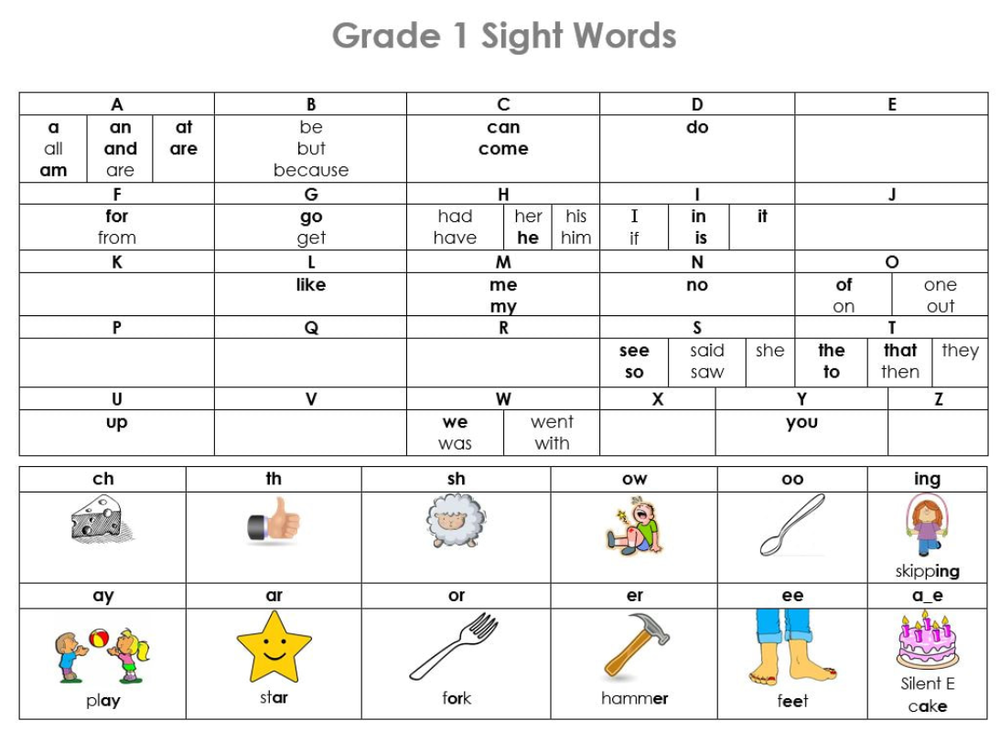 Grade 1 Sight Words
A B C D E
a an at be can do
all and are but come
am are because
F G H I J
for go had her his I in it
from get have he him if is
K L M N O
like me no of one
my on out
P Q R S T
see said she the that they
so saw to then
U V W X Y Z
up we went you
was with
ch th sh ow oo ing
skipping
ay ar or er ee a_e
Silent E
play star fork hammer feet cake